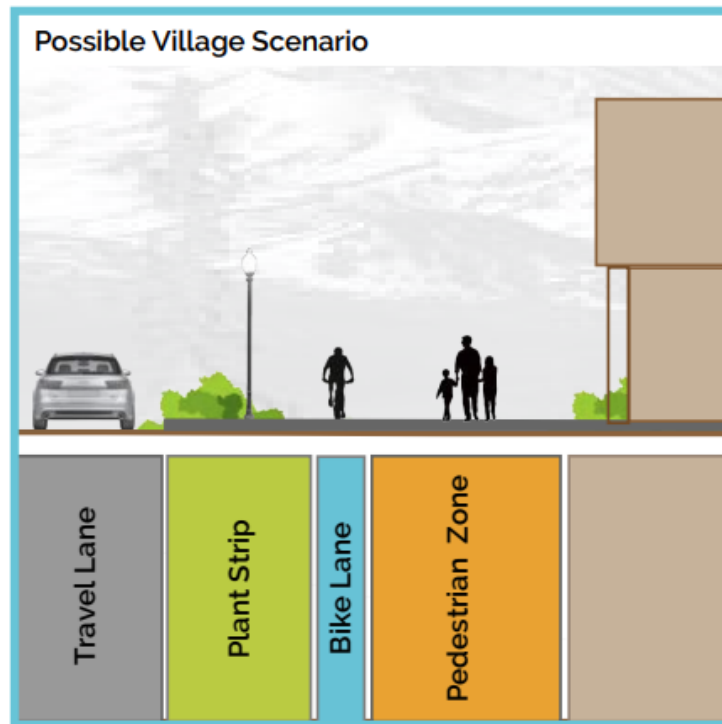 Possible Village Scenario
Travel Lane
Plant Strip
Bike Lane
Pedestrian Zone